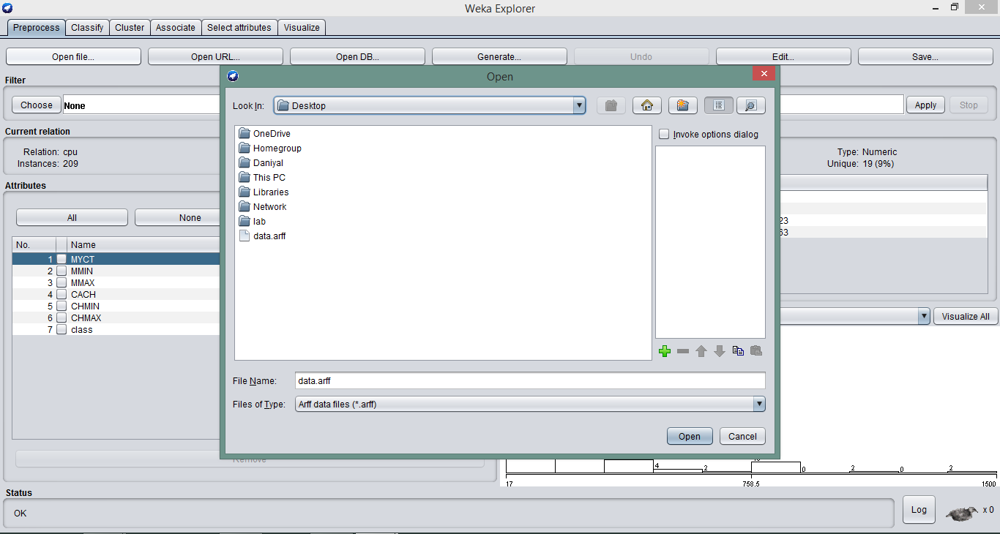 Weka Explorer
Preprocess Classify Cluster Associate Select attributes Visualize
Open file... Open URL... Open DB... Generate... Undo Edit... Save...
Filter
Choose None Apply Stop
Current relation
Relation: cpu
Instances: 209
Type: Numeric
Unique: 19 (9%)
Attributes
All None
No. Name
1 MYCT
2 MMIN
3 MMAX
4 CACH
5 CHMIN
6 CHMAX
7 class
Remove
23
63
Visualize All
4 2 0 2 0 2
17 758.5 1500
Open
Look In: Desktop
OneDrive
Homegroup
Daniyal
This PC
Libraries
Network
lab
data.arff
Invoke options dialog
File Name: data.arff
Files of Type: Arff data files (*.arff)
Open Cancel
Status
OK
Log x 0